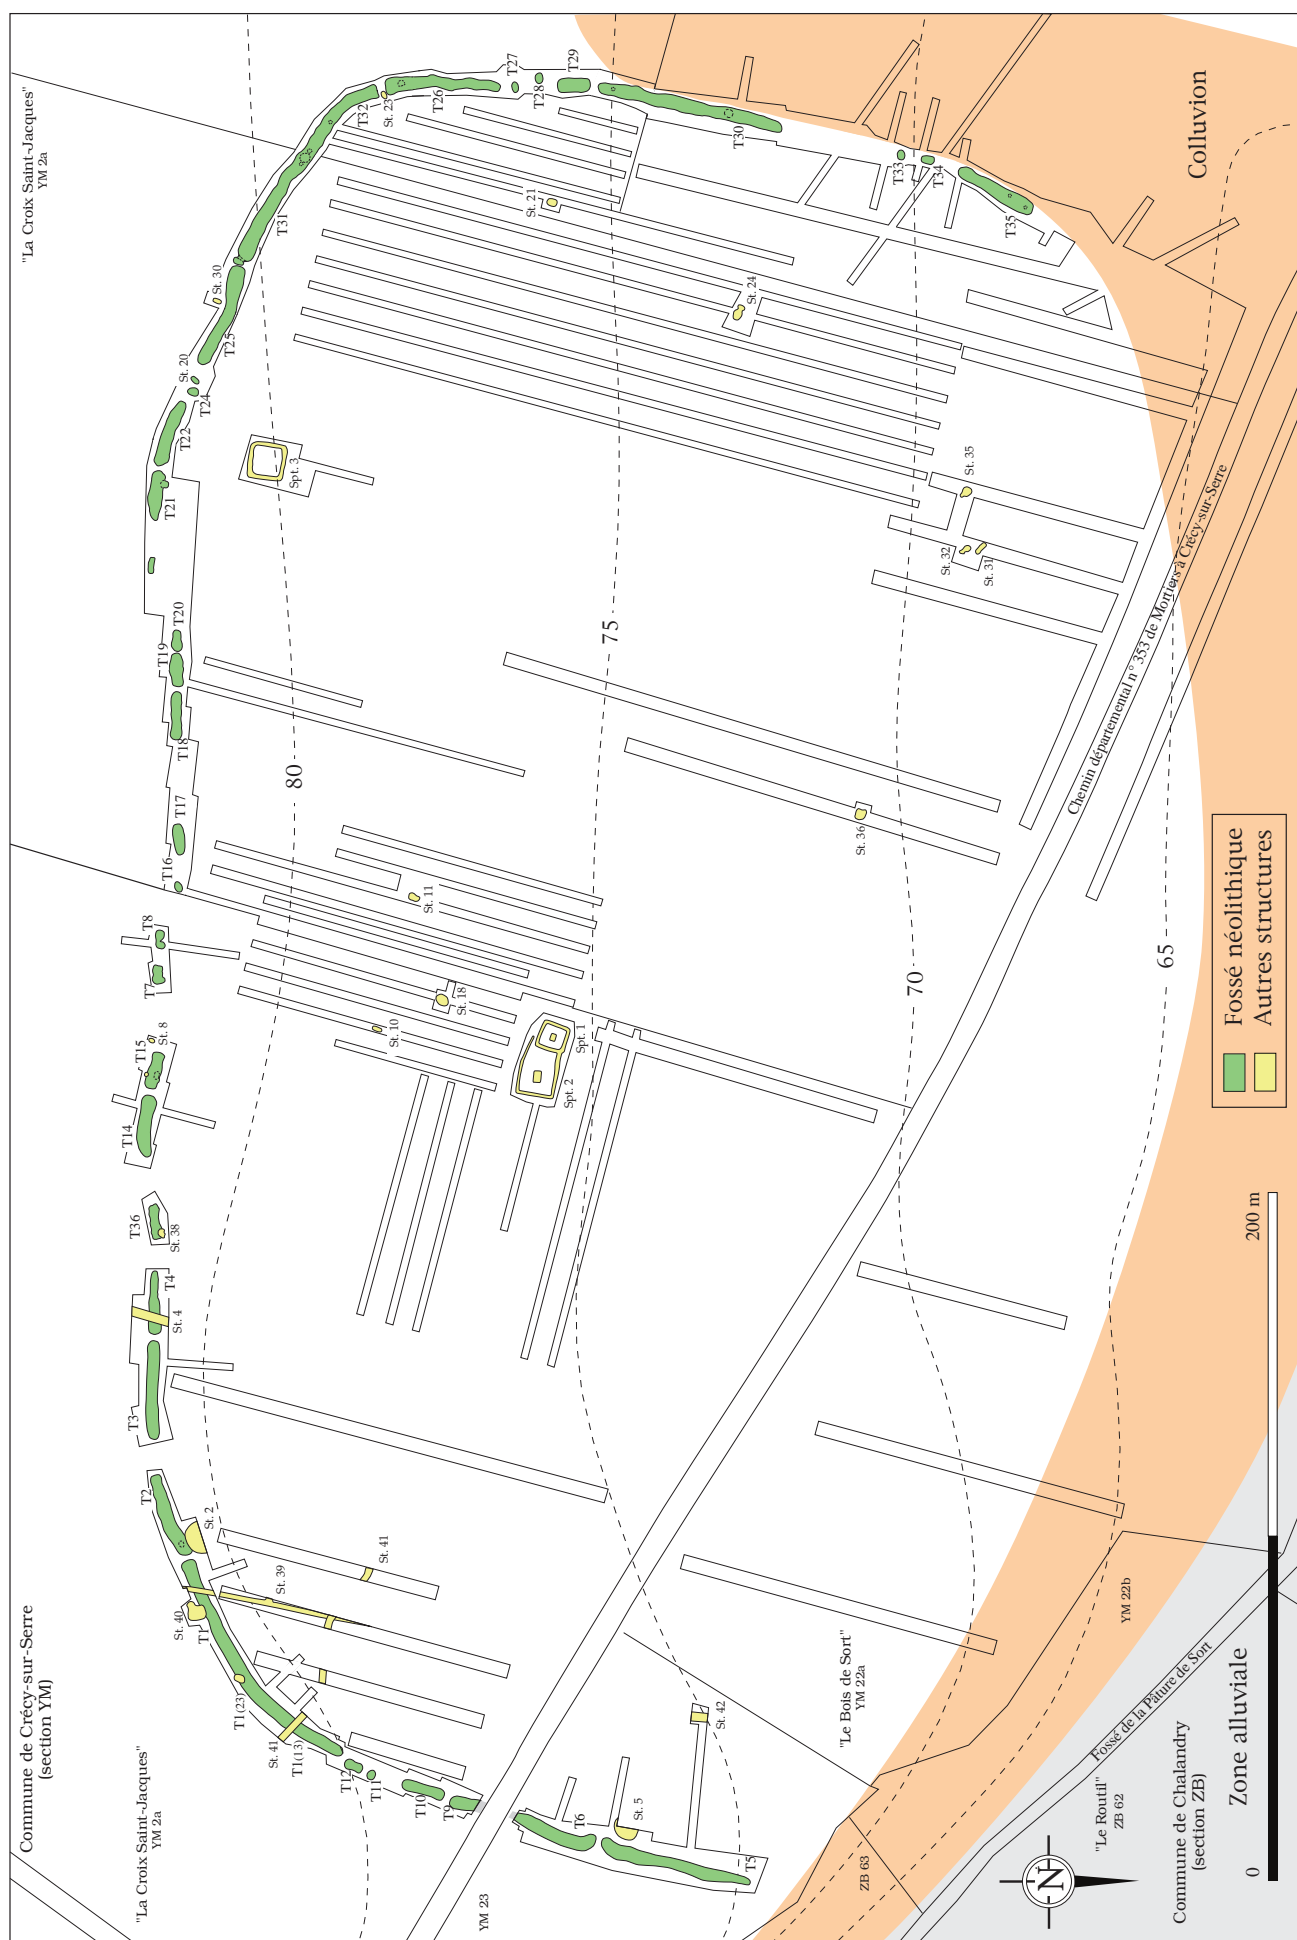 Commune de Crécy-sur-Serre
(section YM)
"La Croix Saint-Jacques"
YM 2a
"La Croix Saint-Jacques"
YM 2a
T1
T1(23)
T1(13)
T2
T3
T4
T36
T14
T15
T7
T8
T16
T17
T18
T19
T20
T21
T22
T24
T25
T31
T32
T26
T27
T28
T29
T30
T33
T34
T35
T12
T11
T10
T9
T6
T5
St. 40
St. 2
St. 39
St. 41
St. 41
St. 4
St. 38
St. 8
St. 10
St. 18
St. 11
St. 20
St. 30
St. 23
St. 21
St. 24
St. 35
St. 32
St. 31
St. 36
St. 5
St. 42
Spt. 1
Spt. 2
Spt. 3
80
75
70
65
Chemin départemental n° 353 de Mortiers à Crécy-sur-Serre
Colluvion
YM 23
"Le Bois de Sort"
YM 22a
YM 22b
ZB 63
"Le Routil"
ZB 62
Fossé de la Pâture de Sort
Commune de Chalandry
(section ZB)
Zone alluviale
N
0
200 m
Fossé néolithique
Autres structures